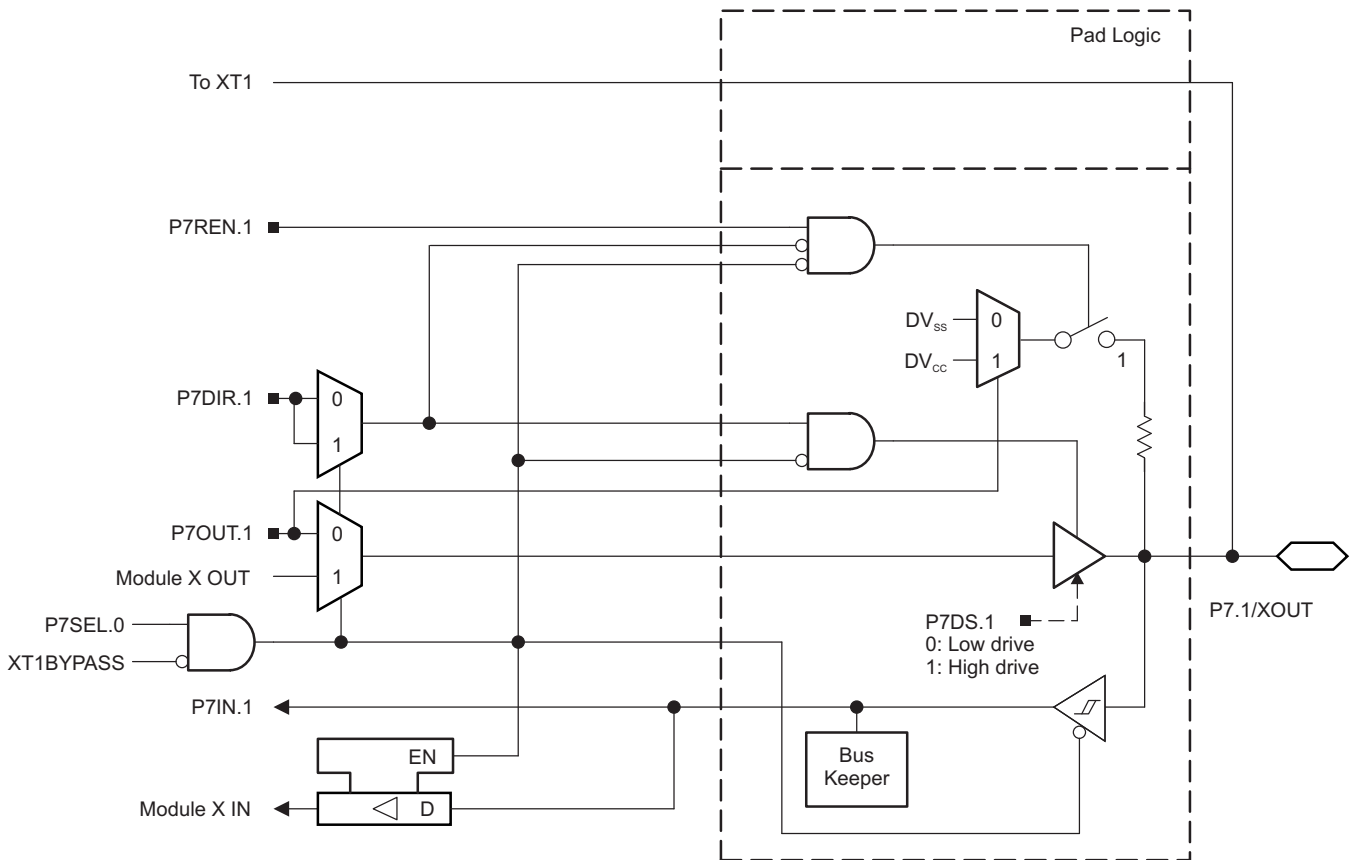 Pad Logic
To XT1
P7REN.1
DVSS
0
DVCC
1
1
P7DIR.1
0
1
P7OUT.1
0
Module X OUT
1
P7SEL.0
XT1BYPASS
P7DS.1
0: Low drive
1: High drive
P7.1/XOUT
P7IN.1
EN
Bus
Keeper
Module X IN
D